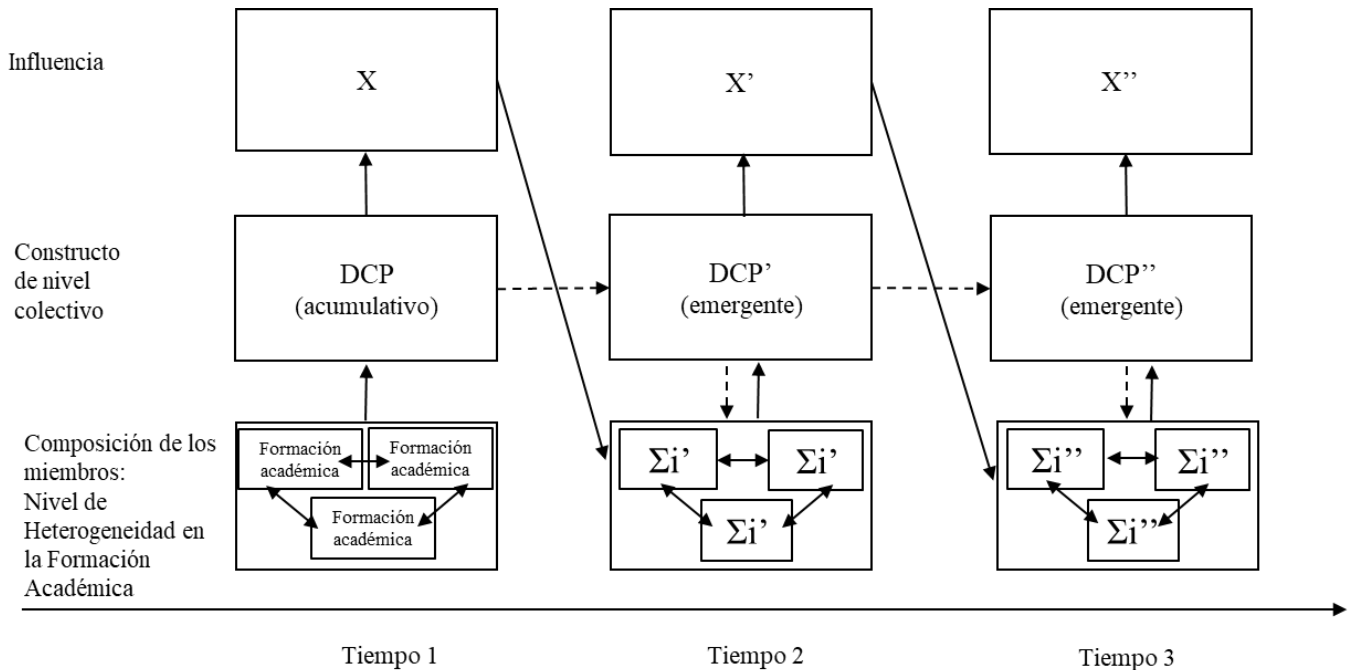 Influencia
X
X’
X’’
Constructo
de nivel
colectivo
DCP
(acumulativo)
DCP’
(emergente)
DCP’’
(emergente)
Composición de los
miembros:
Nivel de
Heterogeneidad en
la Formación
Académica
Formación
académica
Formación
académica
Formación
académica
Σi’
Σi’
Σi’
Σi’’
Σi’’
Σi’’
Tiempo 1
Tiempo 2
Tiempo 3